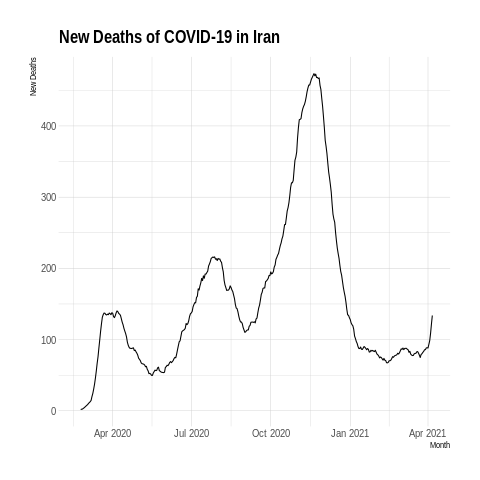 New Deaths of COVID-19 in Iran
New Deaths
400
300
200
100
0
Apr 2020 Jul 2020 Oct 2020 Jan 2021 Apr 2021
Month